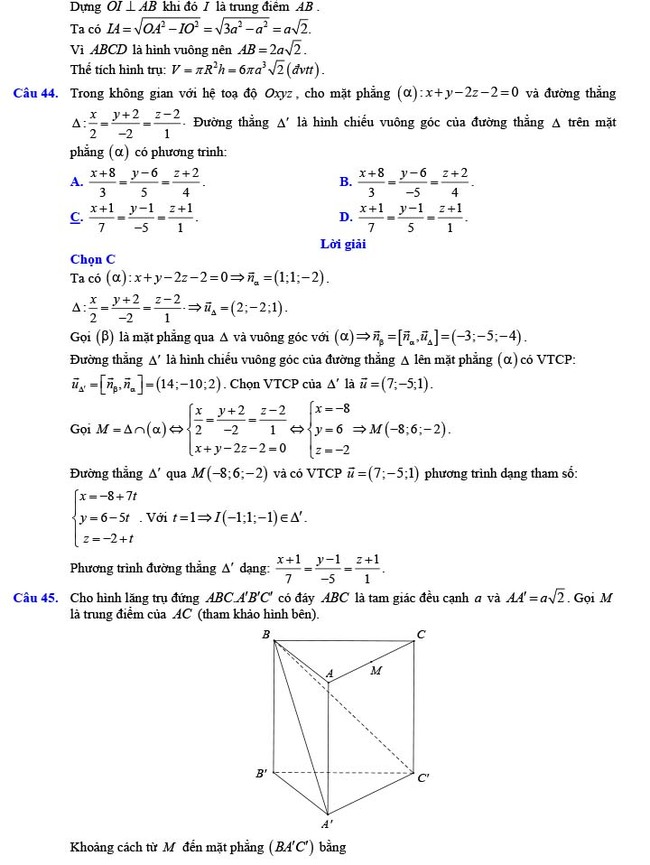 Dựng OI ⊥ AB khi đó I là trung điểm AB .
Ta có IA = √(OA² − IO²) = √(3a² − a²) = a√2.
Vì ABCD là hình vuông nên AB = 2a√2 .
Thể tích hình trụ: V = πR²h = 6πa³√2 (đvtt) .
Câu 44. Trong không gian với hệ toạ độ Oxyz , cho mặt phẳng (α): x + y − 2z − 2 = 0 và đường thẳng
Δ: x/2 = (y+2)/−2 = (z−2)/1 . Đường thẳng Δ′ là hình chiếu vuông góc của đường thẳng Δ trên mặt
phẳng (α) có phương trình:
A. (x+8)/3 = (y−6)/5 = (z+2)/4 . B. (x+8)/3 = (y−6)/−5 = (z+2)/4 .
C. (x+1)/7 = (y−1)/−5 = (z+1)/1 . D. (x+1)/7 = (y−1)/5 = (z+1)/1 .
Lời giải
Chọn C
Ta có (α): x + y − 2z − 2 = 0 ⇒ n⃗_α = (1;1;−2) .
Δ: x/2 = (y+2)/−2 = (z−2)/1 . ⇒ u⃗_Δ = (2;−2;1) .
Gọi (β) là mặt phẳng qua Δ và vuông góc với (α) ⇒ n⃗_β = [n⃗_α, u⃗_Δ] = (−3;−5;−4) .
Đường thẳng Δ′ là hình chiếu vuông góc của đường thẳng Δ lên mặt phẳng (α) có VTCP:
u⃗_Δ′ = [n⃗_β, n⃗_α] = (14;−10;2) . Chọn VTCP của Δ′ là u⃗ = (7;−5;1) .
Gọi M = Δ ∩ (α) ⇔ { x/2 = (y+2)/−2 = (z−2)/1 ; x + y − 2z − 2 = 0 ⇔ { x = −8 ; y = 6 ; z = −2 ⇒ M(−8;6;−2) .
Đường thẳng Δ′ qua M(−8;6;−2) và có VTCP u⃗ = (7;−5;1) phương trình dạng tham số:
{ x = −8 + 7t ; y = 6 − 5t ; z = −2 + t . Với t = 1 ⇒ I(−1;1;−1) ∈ Δ′ .
Phương trình đường thẳng Δ′ dạng: (x+1)/7 = (y−1)/−5 = (z+1)/1 .
Câu 45. Cho hình lăng trụ đứng ABC.A′B′C′ có đáy ABC là tam giác đều cạnh a và AA′ = a√2 . Gọi M
là trung điểm của AC (tham khảo hình bên).
B C
A M
B' C'
A'
Khoảng cách từ M đến mặt phẳng (BA′C′) bằng